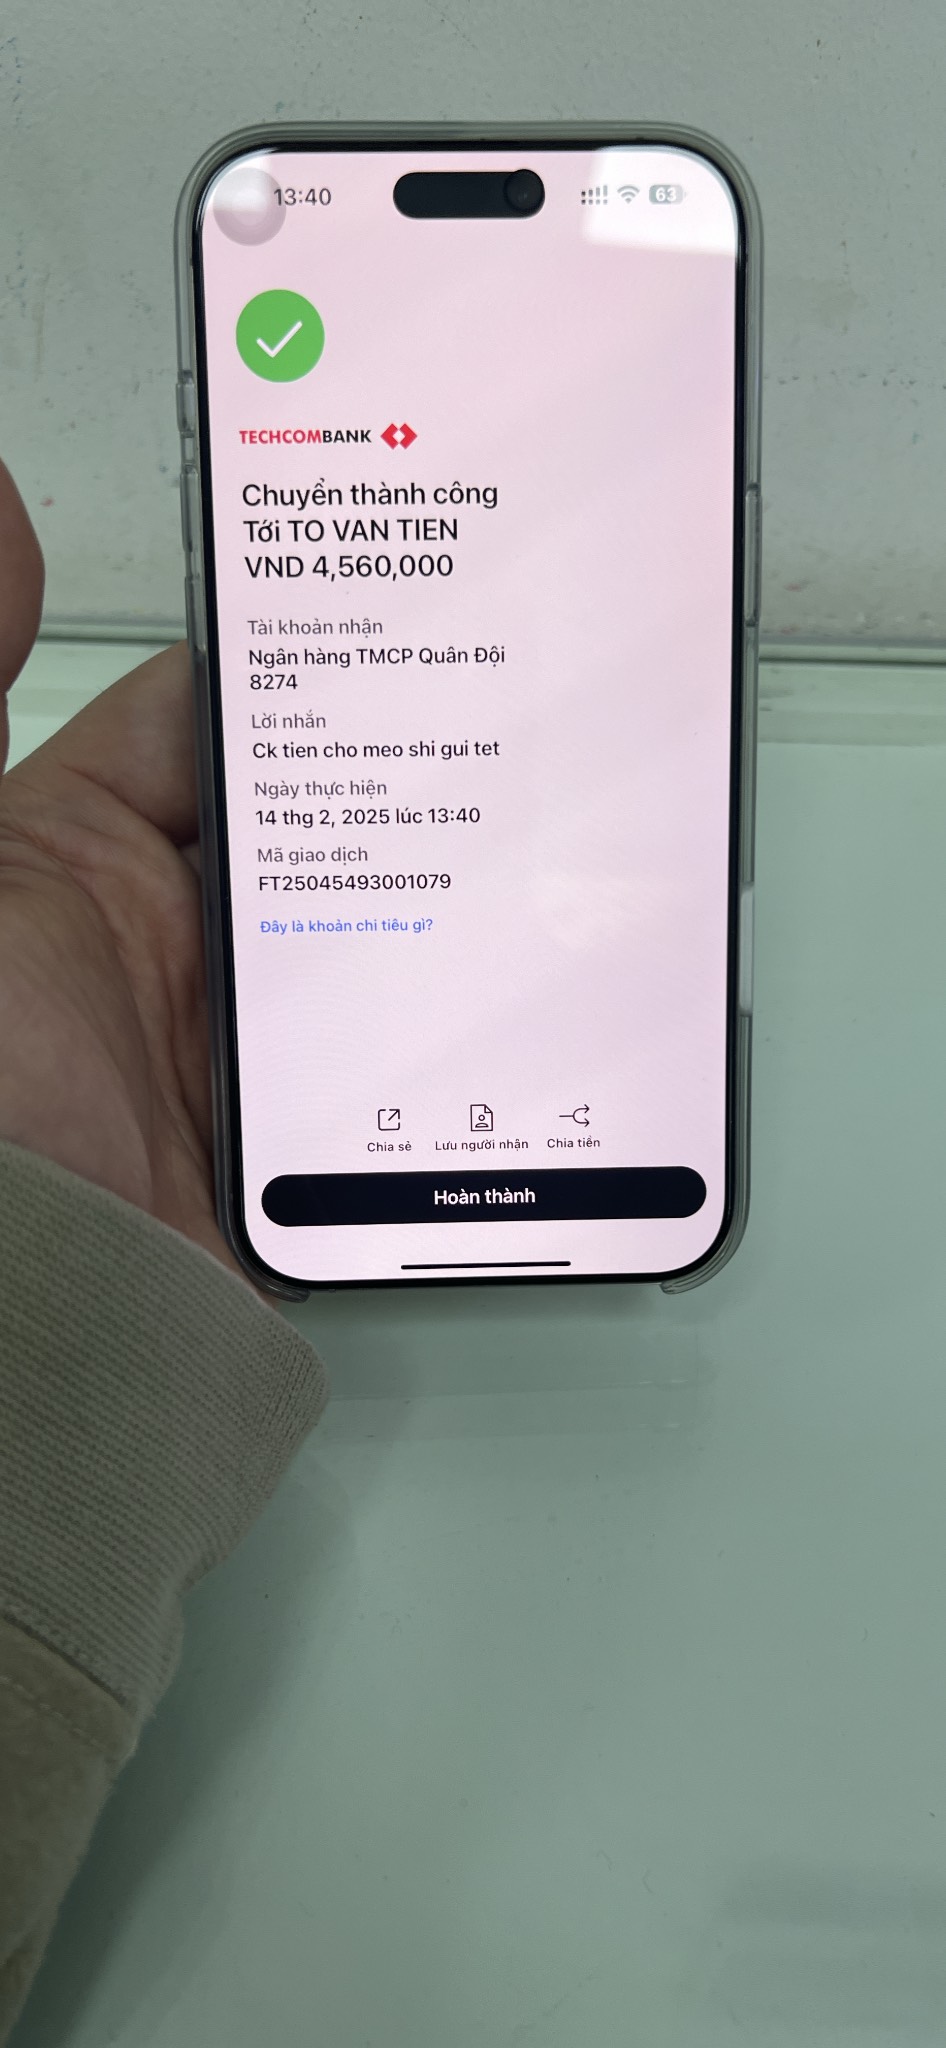 13:40
63
TECHCOMBANK
Chuyển thành công
Tới TO VAN TIEN
VND 4,560,000
Tài khoản nhận
Ngân hàng TMCP Quân Đội
8274
Lời nhắn
Ck tien cho meo shi gui tet
Ngày thực hiện
14 thg 2, 2025 lúc 13:40
Mã giao dịch
FT25045493001079
Đây là khoản chi tiêu gì?
Chia sẻ
Lưu người nhận
Chia tiền
Hoàn thành